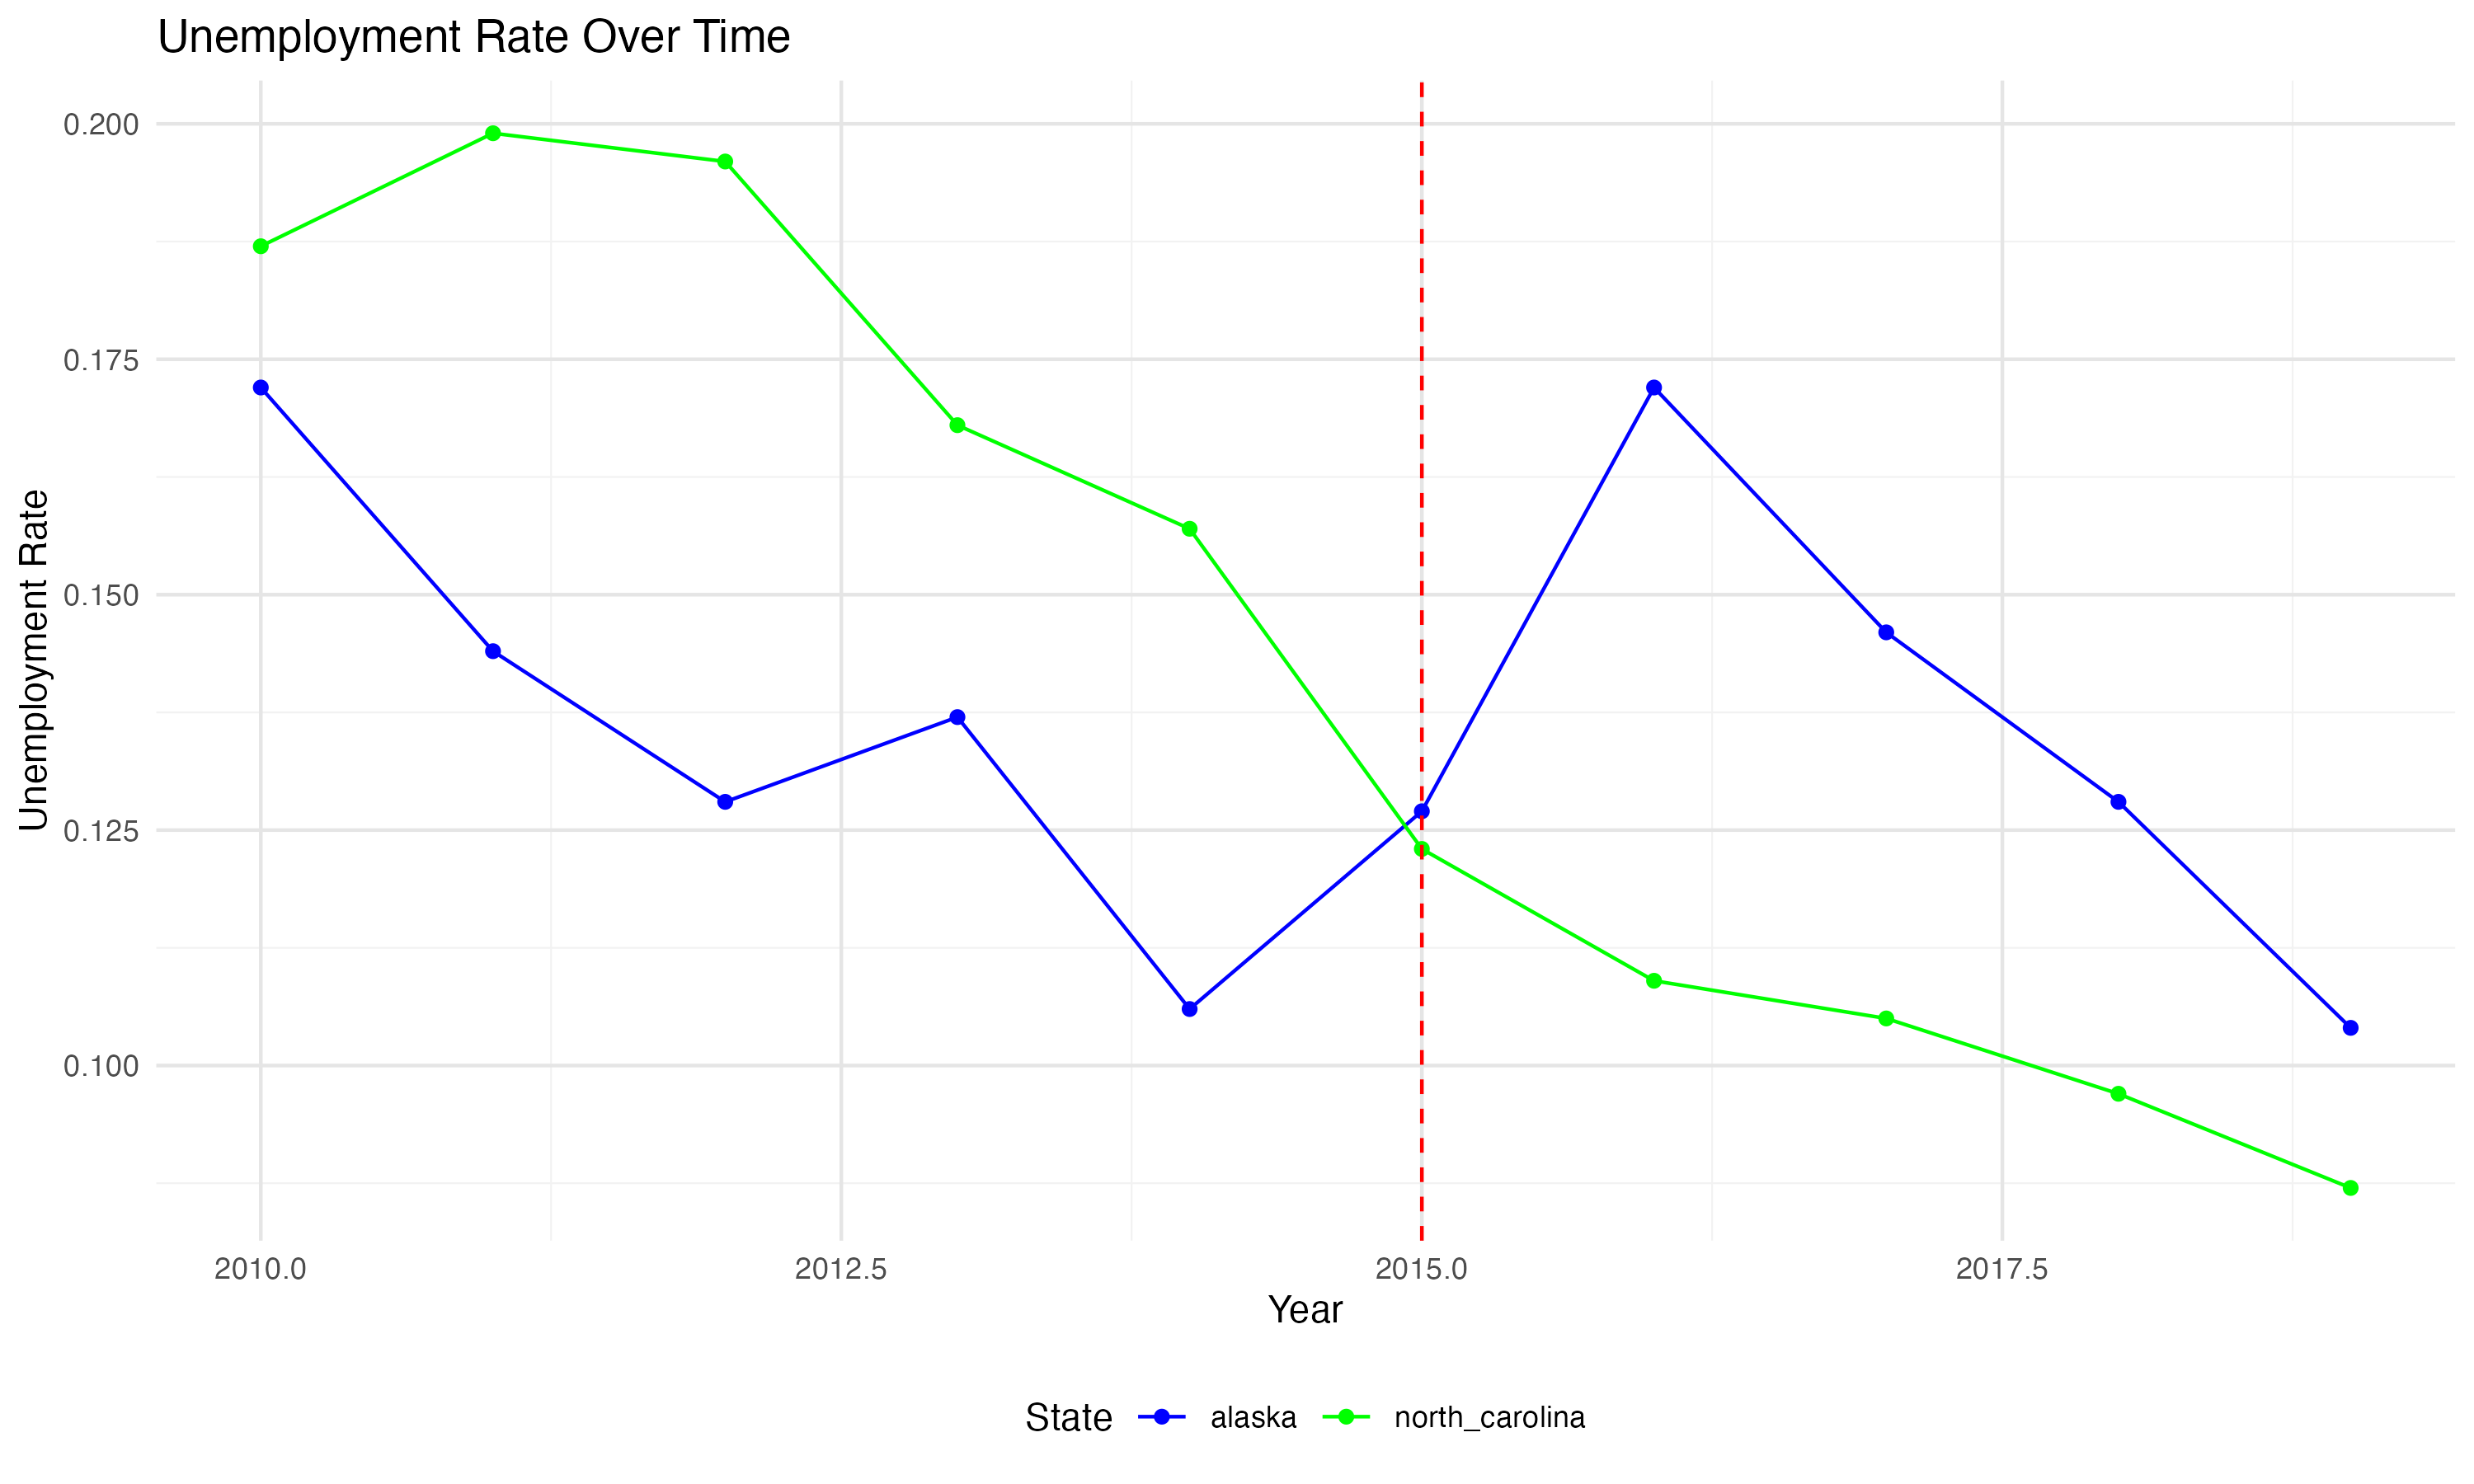 Unemployment Rate Over Time
Unemployment Rate
0.200
0.175
0.150
0.125
0.100
2010.0 2012.5 2015.0 2017.5
Year
State alaska north_carolina